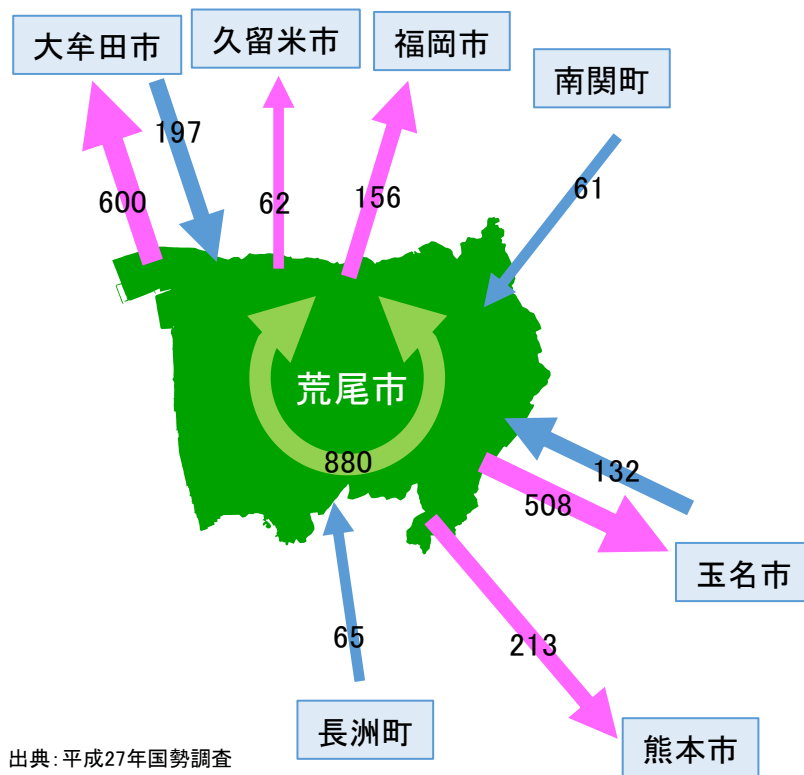 大牟田市
久留米市
福岡市
南関町
197
600
62
156
61
荒尾市
880
132
508
玉名市
65
213
長洲町
熊本市
出典:平成27年国勢調査